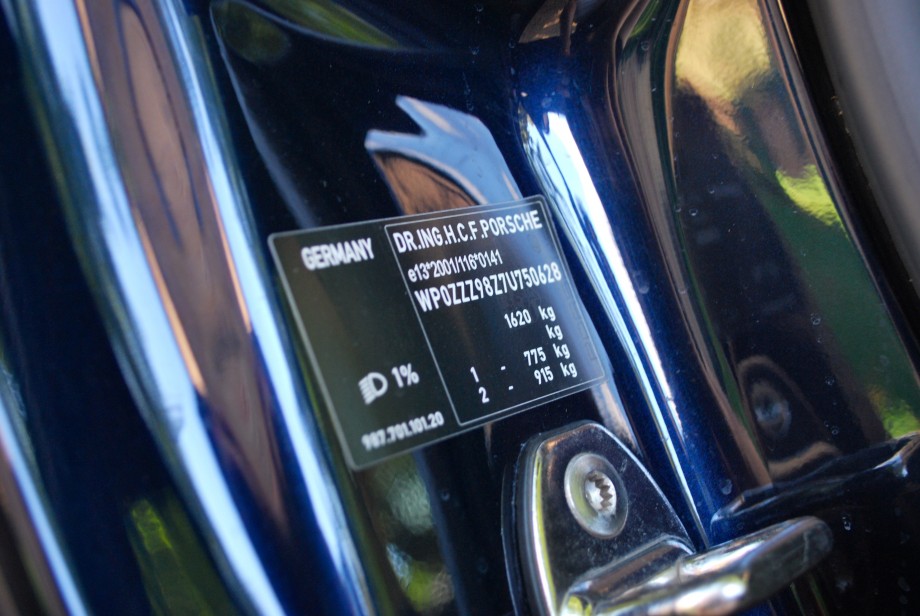 GERMANY
DR.ING.H.C.F.PORSCHE
e13*2001/116*0141
WP0ZZZ98Z7U750628
1620 kg
kg
1 - 775 kg
2 - 915 kg
1%
987.701.101.20